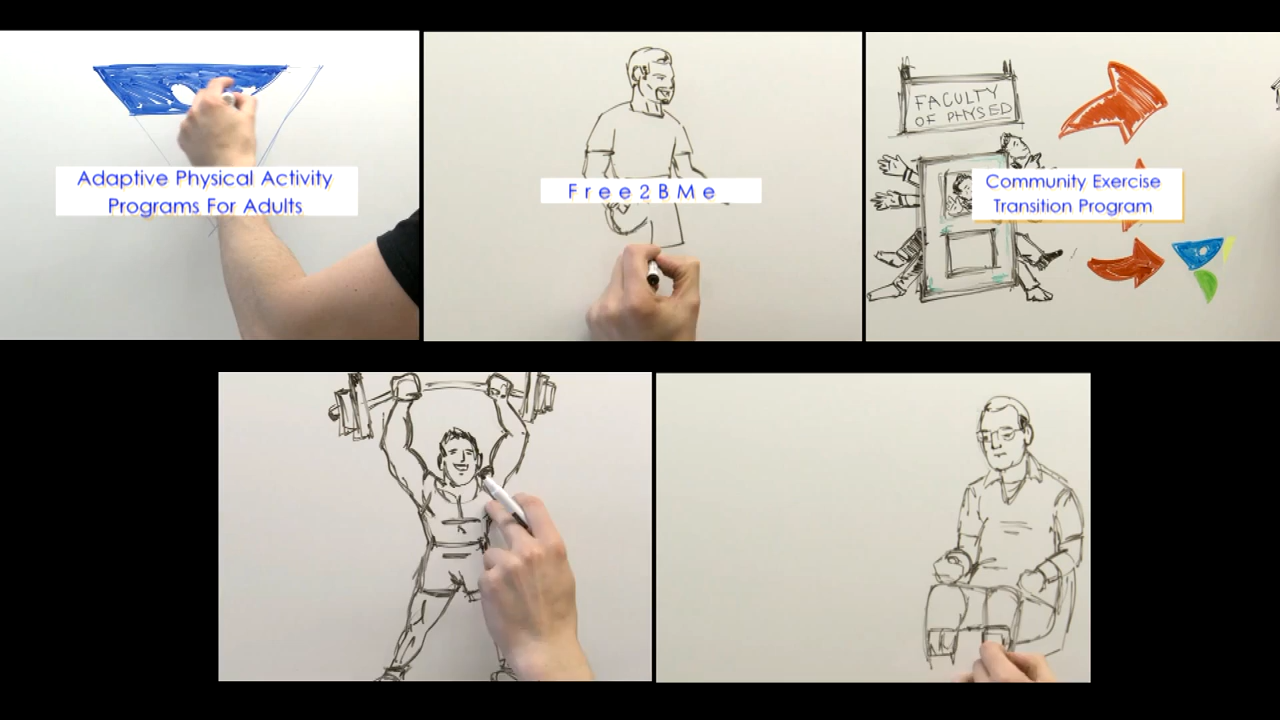 Adaptive Physical Activity
Programs For Adults
Free2BMe
FACULTY
OF PHYSED
Community Exercise
Transition Program